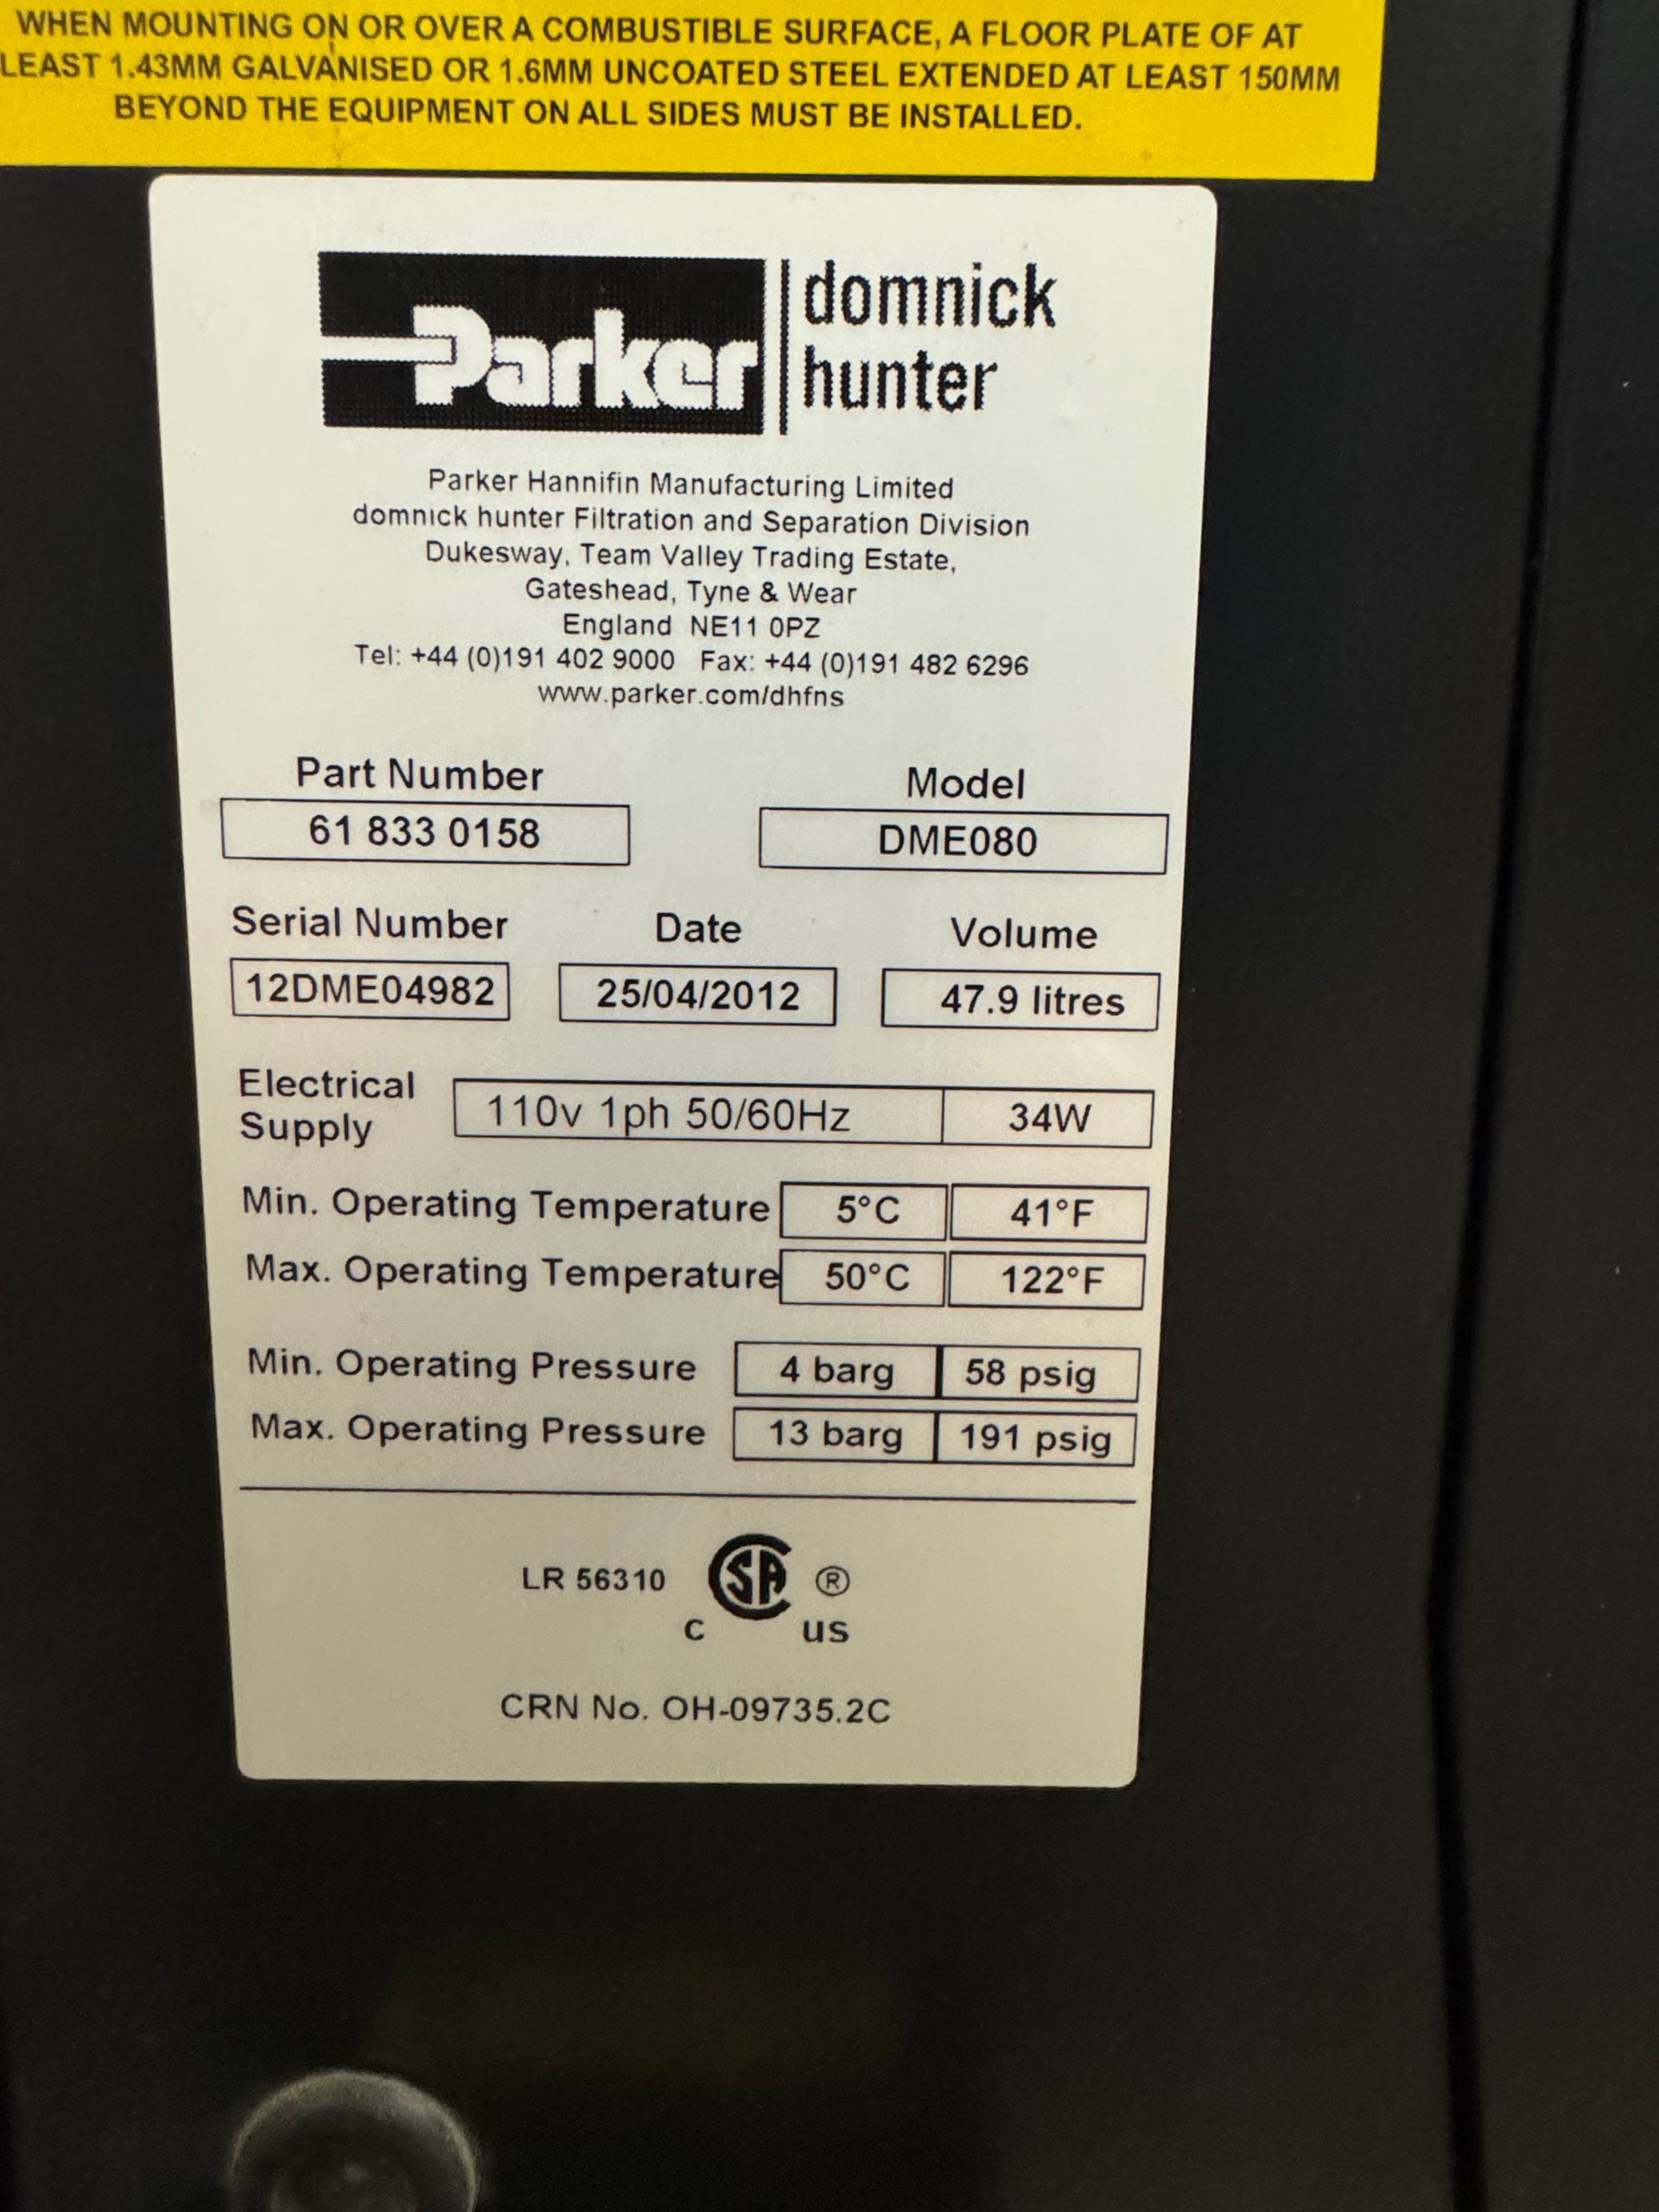 WHEN MOUNTING ON OR OVER A COMBUSTIBLE SURFACE, A FLOOR PLATE OF AT
LEAST 1.43MM GALVANISED OR 1.6MM UNCOATED STEEL EXTENDED AT LEAST 150MM
BEYOND THE EQUIPMENT ON ALL SIDES MUST BE INSTALLED.
Parker domnick
hunter
Parker Hannifin Manufacturing Limited
domnick hunter Filtration and Separation Division
Dukesway, Team Valley Trading Estate,
Gateshead, Tyne & Wear
England NE11 0PZ
Tel: +44 (0)191 402 9000 Fax: +44 (0)191 482 6296
www.parker.com/dhfns
Part Number Model
61 833 0158 DME080
Serial Number Date Volume
12DME04982 25/04/2012 47.9 litres
Electrical
Supply 110v 1ph 50/60Hz 34W
Min. Operating Temperature 5°C 41°F
Max. Operating Temperature 50°C 122°F
Min. Operating Pressure 4 barg 58 psig
Max. Operating Pressure 13 barg 191 psig
LR 56310 SA ®
C US
CRN No. OH-09735.2C